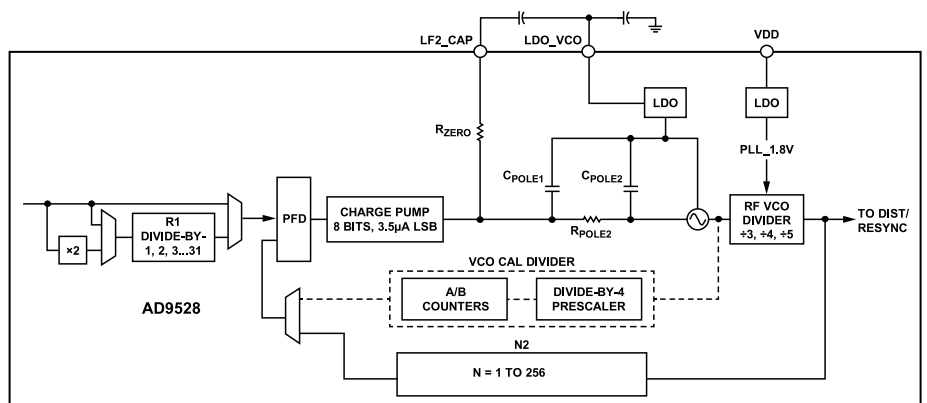 LF2_CAP
LDO_VCO
VDD
LDO
LDO
RZERO
PLL_1.8V
CPOLE1
CPOLE2
×2
R1
DIVIDE-BY-
1, 2, 3...31
PFD
CHARGE PUMP
8 BITS, 3.5µA LSB
RPOLE2
RF VCO
DIVIDER
÷3, ÷4, ÷5
TO DIST/
RESYNC
VCO CAL DIVIDER
A/B
COUNTERS
DIVIDE-BY-4
PRESCALER
AD9528
N2
N = 1 TO 256